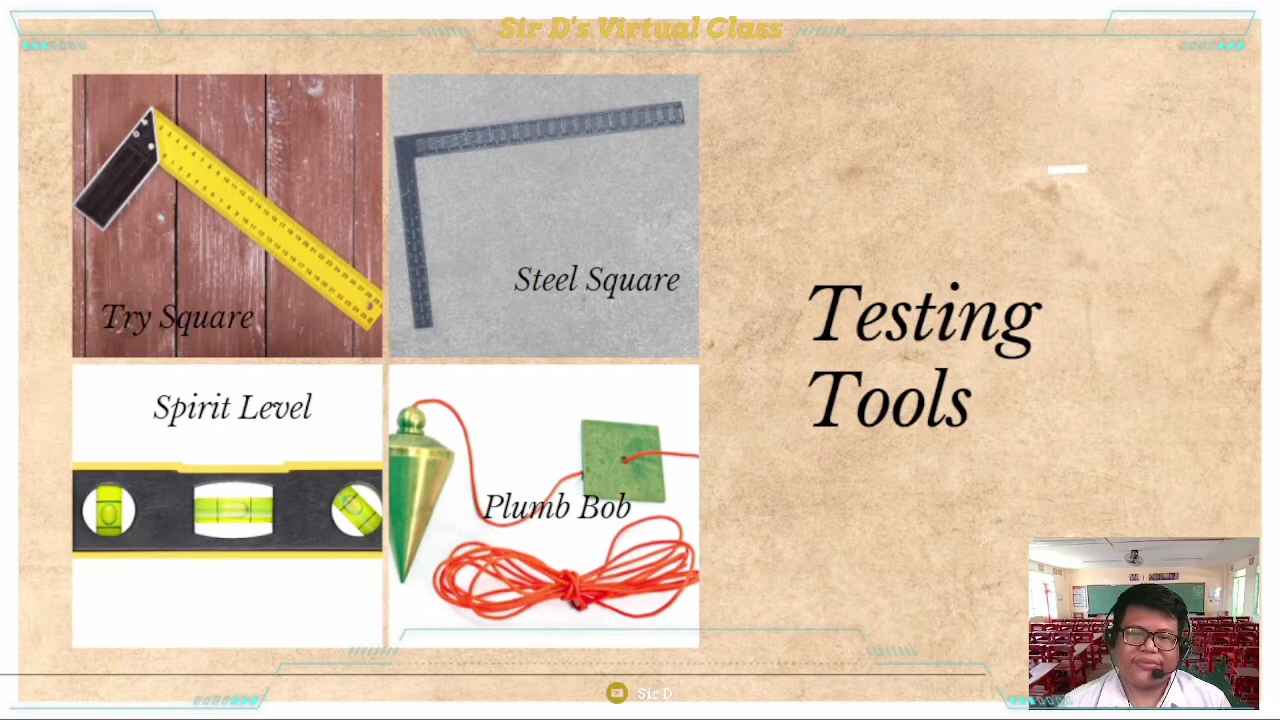 Sir D's Virtual Class
Try Square
Steel Square
Spirit Level
Plumb Bob
Testing
Tools
Sir D